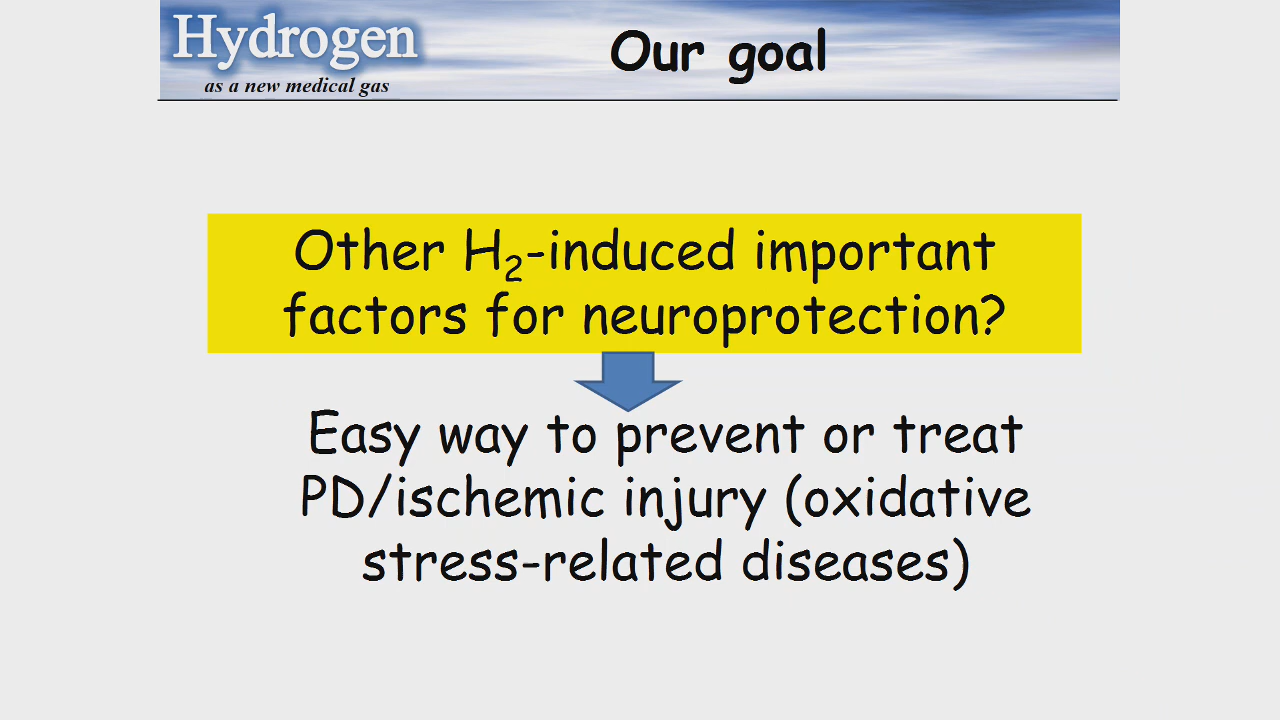 Hydrogen
as a new medical gas
Our goal
Other H₂-induced important
factors for neuroprotection?
Easy way to prevent or treat
PD/ischemic injury (oxidative
stress-related diseases)